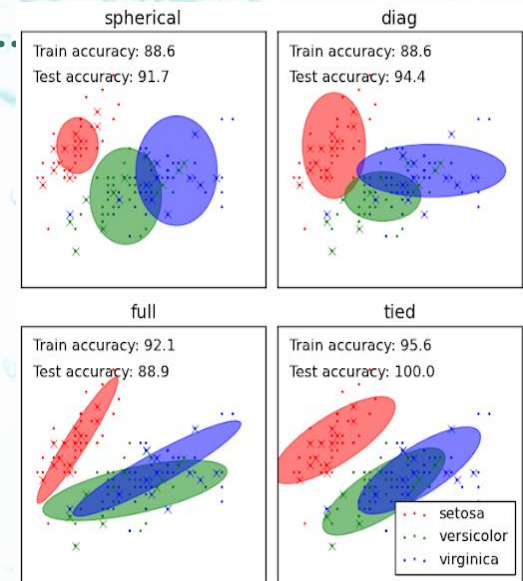 spherical
Train accuracy: 88.6
Test accuracy: 91.7
diag
Train accuracy: 88.6
Test accuracy: 94.4
full
Train accuracy: 92.1
Test accuracy: 88.9
tied
Train accuracy: 95.6
Test accuracy: 100.0
setosa
versicolor
virginica